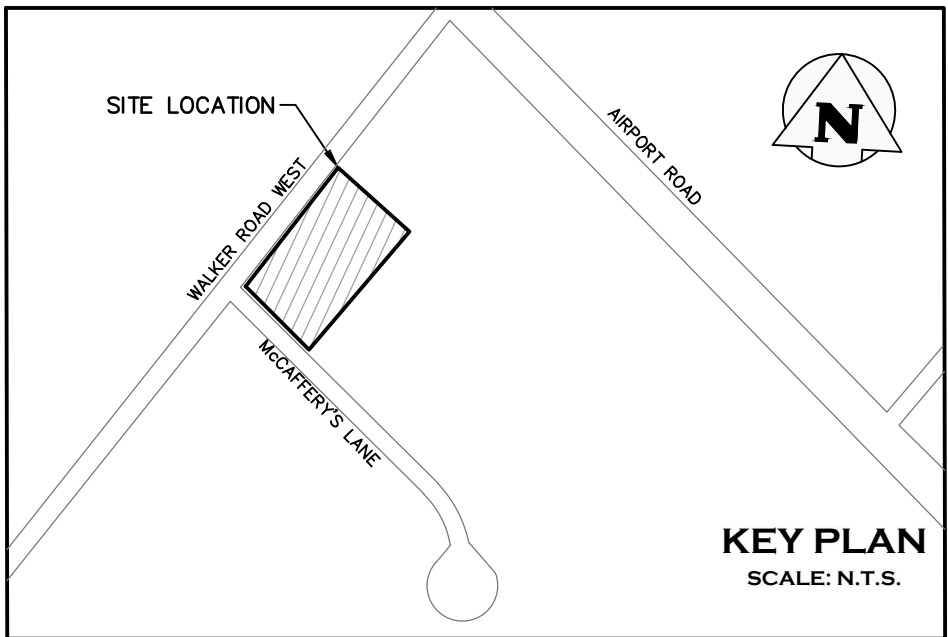 SITE LOCATION
N
AIRPORT ROAD
WALKER ROAD WEST
McCAFFERY'S LANE
KEY PLAN
SCALE: N.T.S.